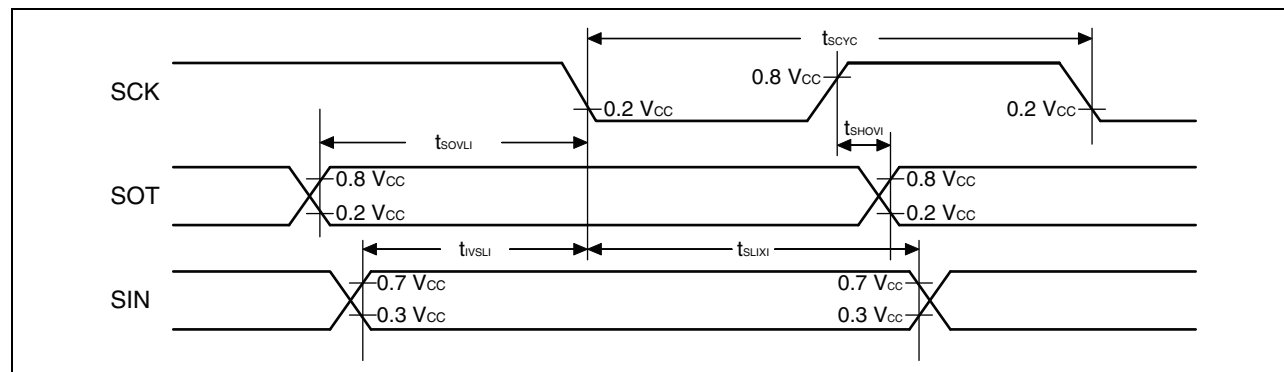 tSCYC
SCK
0.8 VCC
0.2 VCC
0.2 VCC
tSOVLI
tSHOVI
SOT
0.8 VCC
0.8 VCC
0.2 VCC
0.2 VCC
tIVSLI
tSLIXI
SIN
0.7 VCC
0.7 VCC
0.3 VCC
0.3 VCC